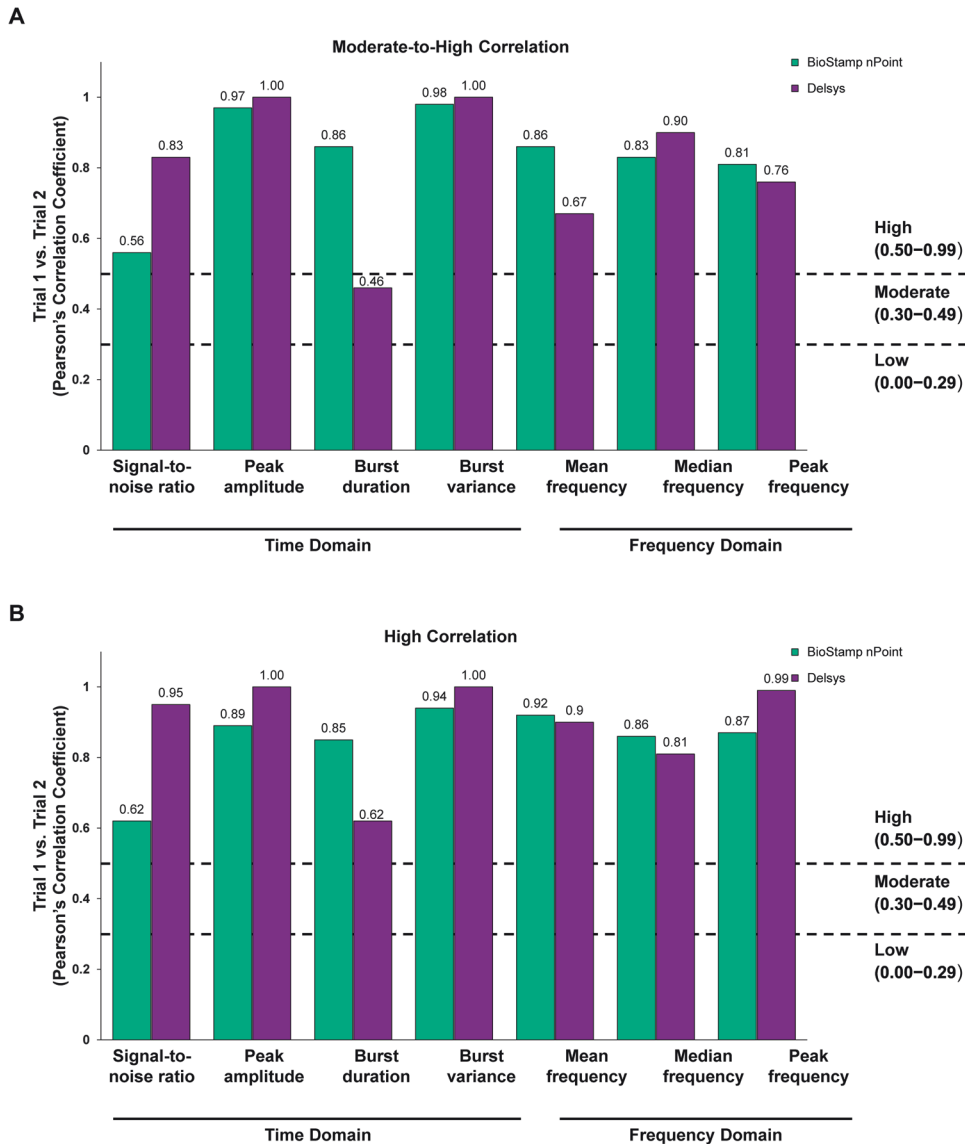 A
Moderate-to-High Correlation
BioStamp nPoint
Delsys
Trial 1 vs. Trial 2
(Pearson's Correlation Coefficient)
1
0.8
0.6
0.4
0.2
0
0.56
0.83
0.97
1.00
0.86
0.46
0.98
1.00
0.86
0.67
0.83
0.90
0.81
0.76
High
(0.50−0.99)
Moderate
(0.30−0.49)
Low
(0.00−0.29)
Signal-to-
noise ratio
Peak
amplitude
Burst
duration
Burst
variance
Mean
frequency
Median
frequency
Peak
frequency
Time Domain
Frequency Domain
B
High Correlation
BioStamp nPoint
Delsys
Trial 1 vs. Trial 2
(Pearson's Correlation Coefficient)
1
0.8
0.6
0.4
0.2
0
0.62
0.95
0.89
1.00
0.85
0.62
0.94
1.00
0.92
0.9
0.86
0.81
0.87
0.99
High
(0.50−0.99)
Moderate
(0.30−0.49)
Low
(0.00−0.29)
Signal-to-
noise ratio
Peak
amplitude
Burst
duration
Burst
variance
Mean
frequency
Median
frequency
Peak
frequency
Time Domain
Frequency Domain